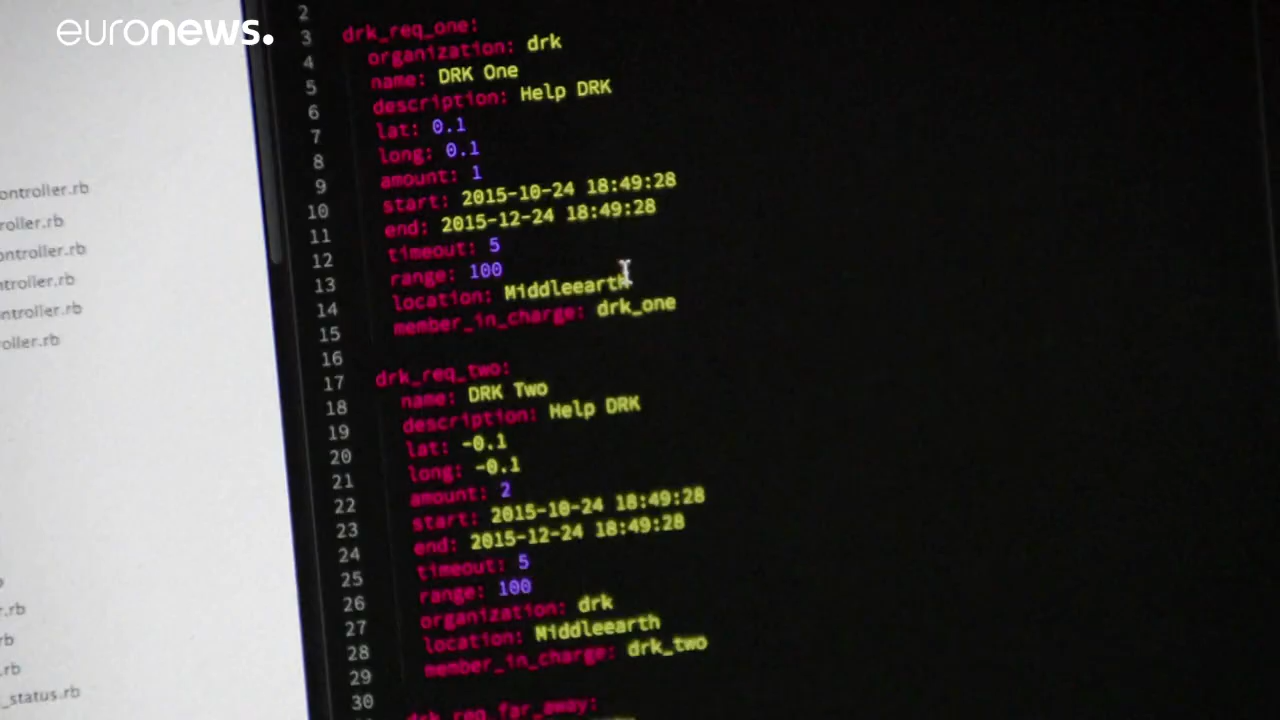 euronews.
2
3
drk_req_one:
4
organization: drk
5
name: DRK One
6
description: Help DRK
7
lat: 0.1
8
long: 0.1
9
amount: 1
10
start: 2015-10-24 18:49:28
11
end: 2015-12-24 18:49:28
12
timeout: 5
13
range: 100
14
location: Middleearth
15
member_in_charge: drk_one
16
17
drk_req_two:
18
name: DRK Two
19
description: Help DRK
20
lat: -0.1
21
long: -0.1
22
amount: 2
23
start: 2015-10-24 18:49:28
24
end: 2015-12-24 18:49:28
25
timeout: 5
26
range: 100
27
organization: drk
28
location: Middleearth
29
member_in_charge: drk_two
30
drk_req_far_away:
ontroller.rb
roller.rb
ontroller.rb
ntroller.rb
ontroller.rb
oller.rb
r.rb
rb
.rb
_status.rb